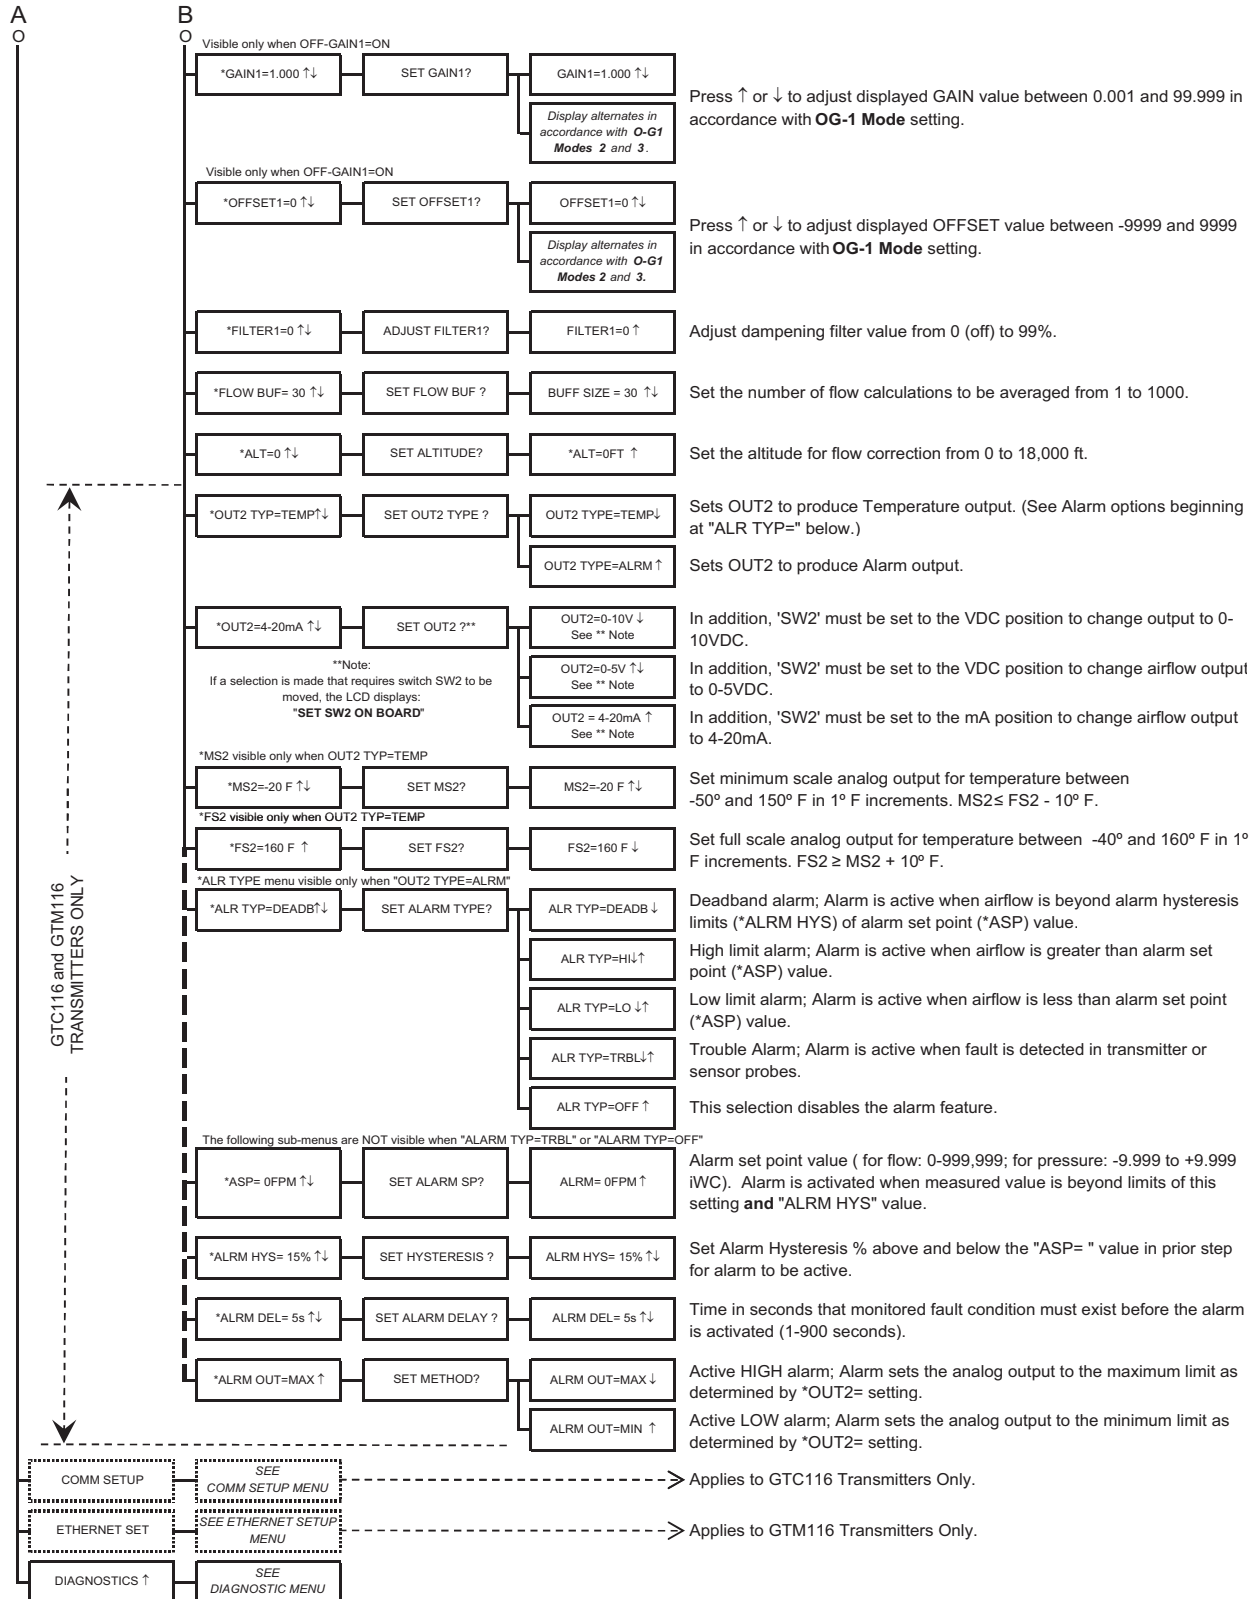 A
B
O
O
Visible only when OFF-GAIN1=ON
*GAIN1=1.000 ↑↓
SET GAIN1?
GAIN1=1.000 ↑↓
Display alternates in
accordance with O-G1
Modes 2 and 3.
Press ↑ or ↓ to adjust displayed GAIN value between 0.001 and 99.999 in
accordance with OG-1 Mode setting.
Visible only when OFF-GAIN1=ON
*OFFSET1=0 ↑↓
SET OFFSET1?
OFFSET1=0 ↑↓
Display alternates in
accordance with O-G1
Modes 2 and 3.
Press ↑ or ↓ to adjust displayed OFFSET value between -9999 and 9999
in accordance with OG-1 Mode setting.
*FILTER1=0 ↑↓
ADJUST FILTER1?
FILTER1=0 ↑
Adjust dampening filter value from 0 (off) to 99%.
*FLOW BUF= 30 ↑↓
SET FLOW BUF ?
BUFF SIZE = 30 ↑↓
Set the number of flow calculations to be averaged from 1 to 1000.
*ALT=0 ↑↓
SET ALTITUDE?
*ALT=0FT ↑
Set the altitude for flow correction from 0 to 18,000 ft.
GTC116 and GTM116
TRANSMITTERS ONLY
*OUT2 TYP=TEMP↑↓
SET OUT2 TYPE ?
OUT2 TYPE=TEMP↓
Sets OUT2 to produce Temperature output. (See Alarm options beginning
at "ALR TYP=" below.)
OUT2 TYPE=ALRM ↑
Sets OUT2 to produce Alarm output.
*OUT2=4-20mA ↑↓
SET OUT2 ?**
OUT2=0-10V ↓
See ** Note
In addition, 'SW2' must be set to the VDC position to change output to 0-
10VDC.
**Note:
If a selection is made that requires switch SW2 to be
moved, the LCD displays:
"SET SW2 ON BOARD"
OUT2=0-5V ↑↓
See ** Note
In addition, 'SW2' must be set to the VDC position to change airflow output
to 0-5VDC.
OUT2 = 4-20mA ↑
See ** Note
In addition, 'SW2' must be set to the mA position to change airflow output
to 4-20mA.
*MS2 visible only when OUT2 TYP=TEMP
*MS2=-20 F ↑↓
SET MS2?
MS2=-20 F ↑↓
Set minimum scale analog output for temperature between
-50º and 150º F in 1º F increments. MS2≤ FS2 - 10º F.
*FS2 visible only when OUT2 TYP=TEMP
*FS2=160 F ↑
SET FS2?
FS2=160 F ↓
Set full scale analog output for temperature between -40º and 160º F in 1º
F increments. FS2 ≥ MS2 + 10º F.
*ALR TYPE menu visible only when "OUT2 TYPE=ALRM"
*ALR TYP=DEADB↑↓
SET ALARM TYPE?
ALR TYP=DEADB ↓
Deadband alarm; Alarm is active when airflow is beyond alarm hysteresis
limits (*ALRM HYS) of alarm set point (*ASP) value.
ALR TYP=HI↓↑
High limit alarm; Alarm is active when airflow is greater than alarm set
point (*ASP) value.
ALR TYP=LO ↓↑
Low limit alarm; Alarm is active when airflow is less than alarm set point
(*ASP) value.
ALR TYP=TRBL↓↑
Trouble Alarm; Alarm is active when fault is detected in transmitter or
sensor probes.
ALR TYP=OFF ↑
This selection disables the alarm feature.
The following sub-menus are NOT visible when "ALARM TYP=TRBL" or "ALARM TYP=OFF"
*ASP= 0FPM ↑↓
SET ALARM SP?
ALRM= 0FPM ↑
Alarm set point value ( for flow: 0-999,999; for pressure: -9.999 to +9.999
iWC). Alarm is activated when measured value is beyond limits of this
setting and "ALRM HYS" value.
*ALRM HYS= 15% ↑↓
SET HYSTERESIS ?
ALRM HYS= 15% ↑↓
Set Alarm Hysteresis % above and below the "ASP= " value in prior step
for alarm to be active.
*ALRM DEL= 5s ↑↓
SET ALARM DELAY ?
ALRM DEL= 5s ↑↓
Time in seconds that monitored fault condition must exist before the alarm
is activated (1-900 seconds).
*ALRM OUT=MAX ↑
SET METHOD?
ALRM OUT=MAX ↓
Active HIGH alarm; Alarm sets the analog output to the maximum limit as
determined by *OUT2= setting.
ALRM OUT=MIN ↑
Active LOW alarm; Alarm sets the analog output to the minimum limit as
determined by *OUT2= setting.
COMM SETUP
SEE
COMM SETUP MENU
Applies to GTC116 Transmitters Only.
ETHERNET SET
SEE ETHERNET SETUP
MENU
Applies to GTM116 Transmitters Only.
DIAGNOSTICS ↑
SEE
DIAGNOSTIC MENU